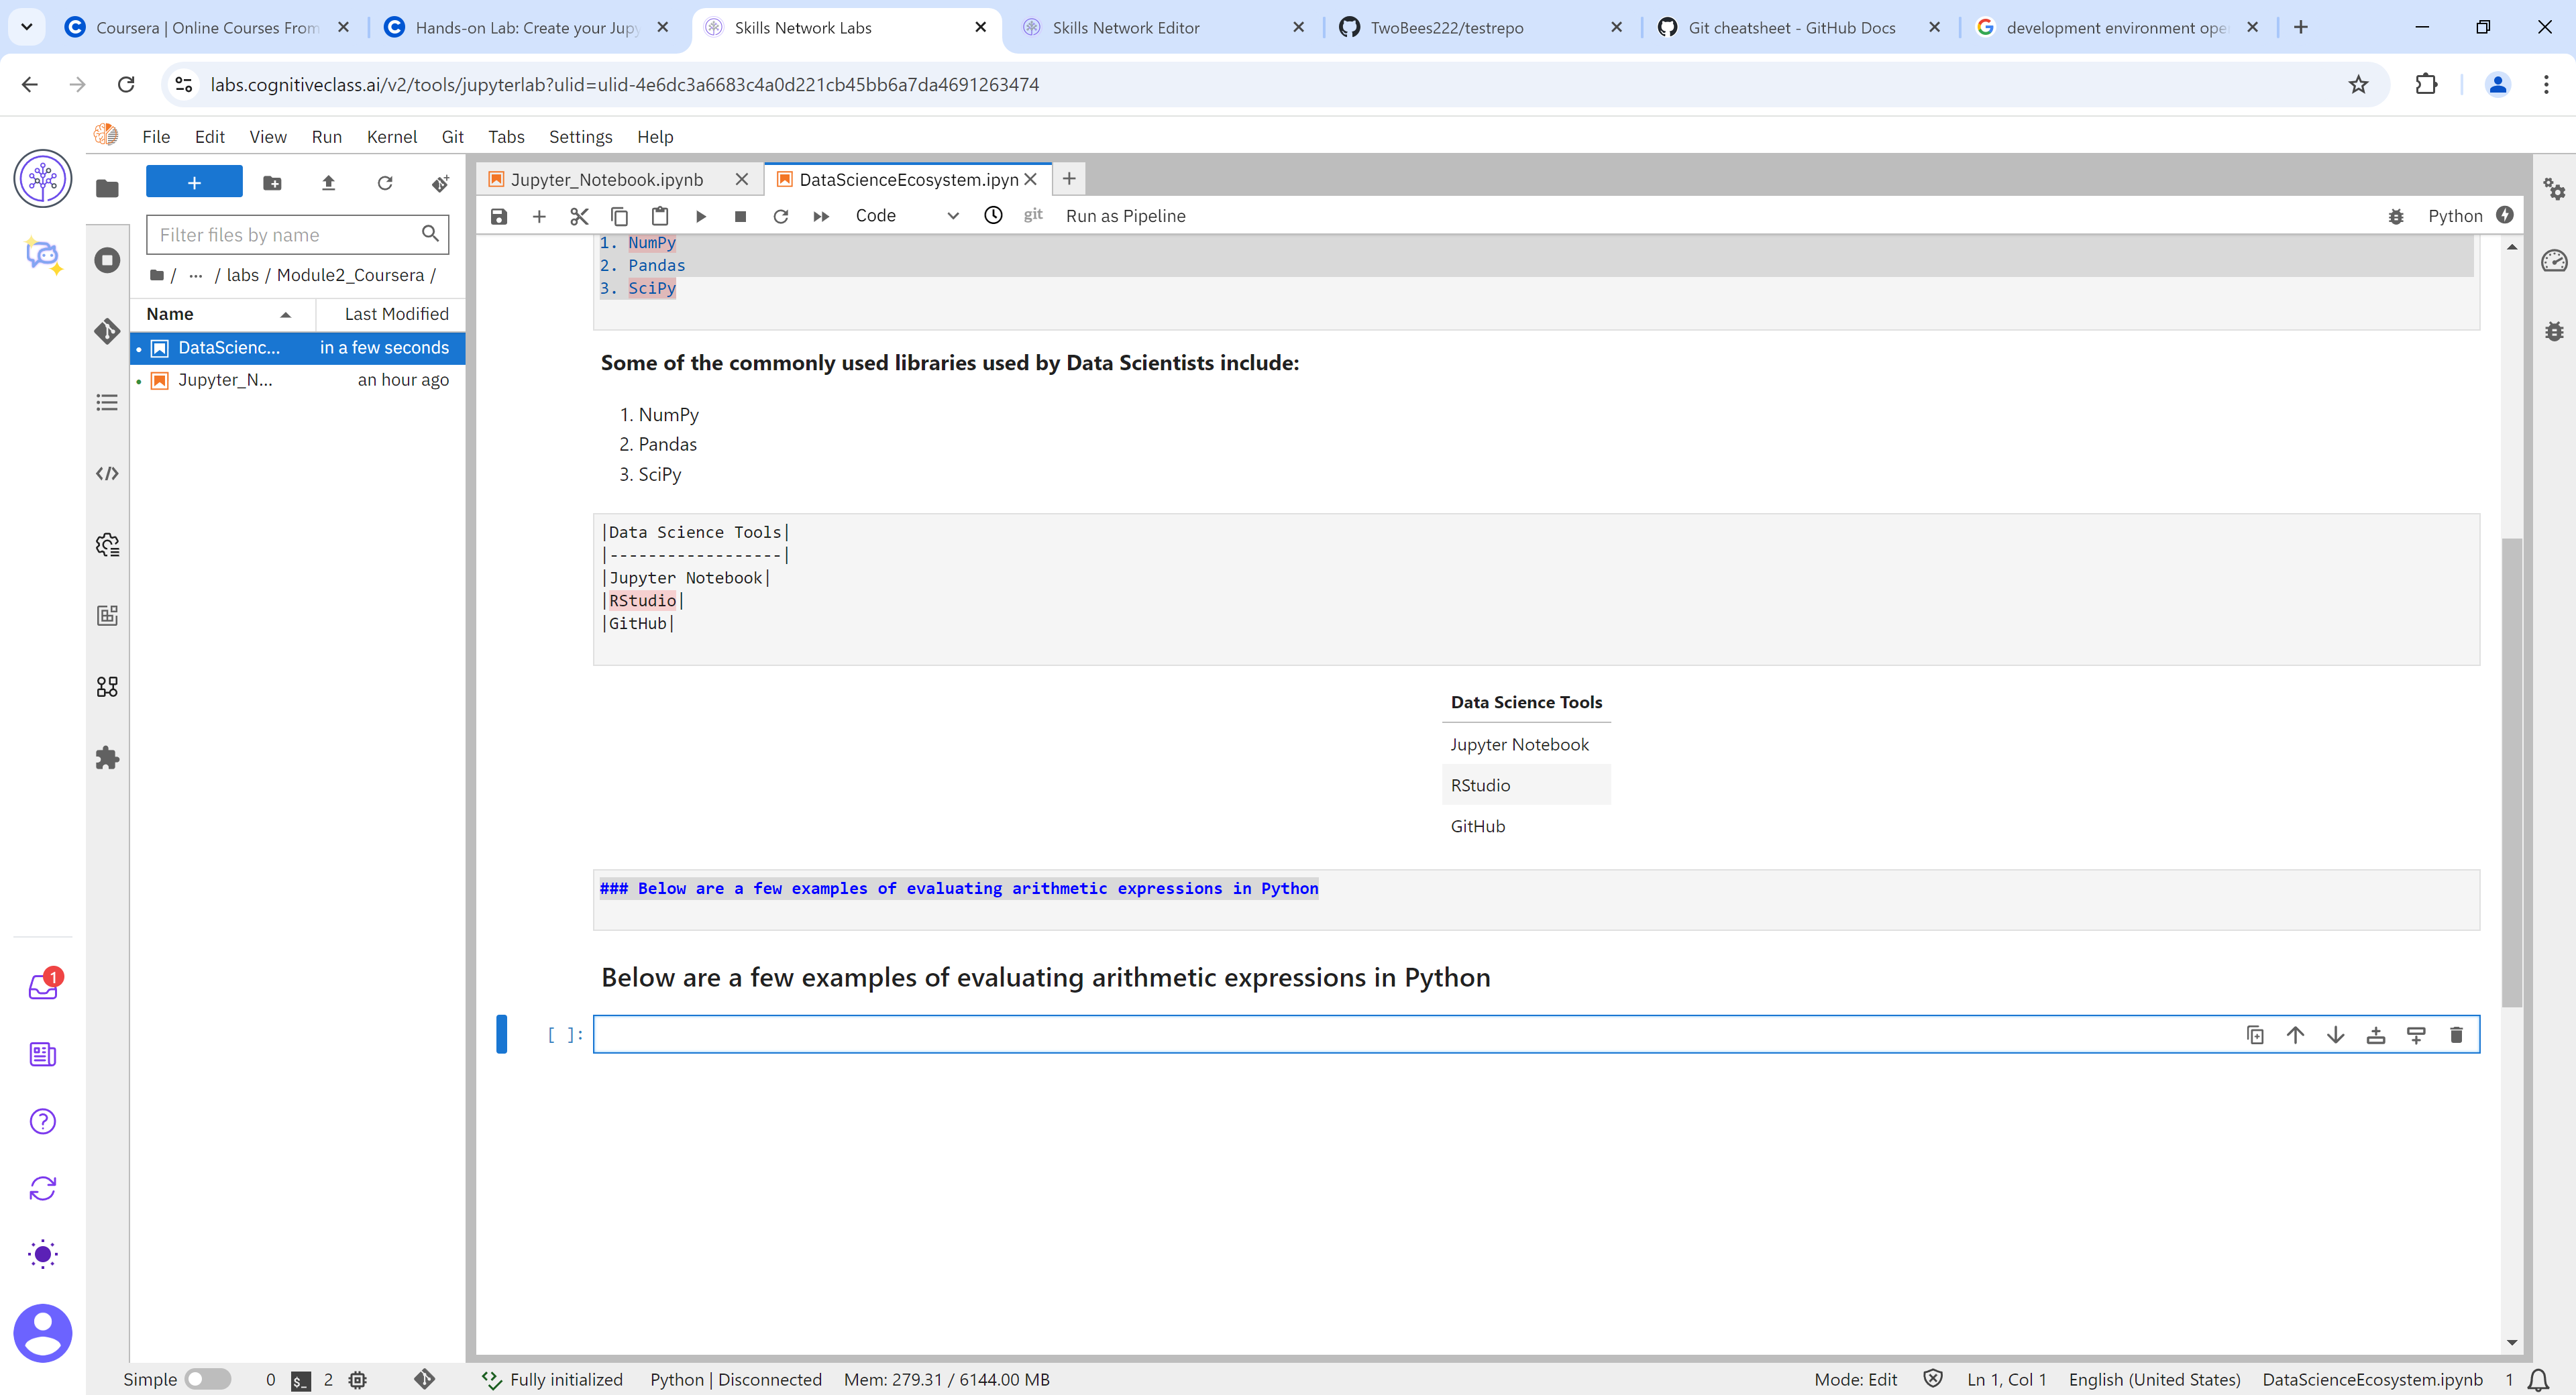 Coursera | Online Courses From
Hands-on Lab: Create your Jupy
Skills Network Labs
Skills Network Editor
TwoBees222/testrepo
Git cheatsheet - GitHub Docs
development environment ope
labs.cognitiveclass.ai/v2/tools/jupyterlab?ulid=ulid-4e6dc3a6683c4a0d221cb45bb6a7da4691263474
File Edit View Run Kernel Git Tabs Settings Help
Filter files by name
/ ... / labs / Module2_Coursera /
Name Last Modified
DataScienc... in a few seconds
Jupyter_N... an hour ago
Jupyter_Notebook.ipynb
DataScienceEcosystem.ipyn
Code git Run as Pipeline Python
1. NumPy
2. Pandas
3. SciPy
Some of the commonly used libraries used by Data Scientists include:
1. NumPy
2. Pandas
3. SciPy
|Data Science Tools|
|------------------|
|Jupyter Notebook|
|RStudio|
|GitHub|
Data Science Tools
Jupyter Notebook
RStudio
GitHub
### Below are a few examples of evaluating arithmetic expressions in Python
Below are a few examples of evaluating arithmetic expressions in Python
[ ]:
1
Simple 0 $_ 2 Fully initialized Python | Disconnected Mem: 279.31 / 6144.00 MB Mode: Edit Ln 1, Col 1 English (United States) DataScienceEcosystem.ipynb 1